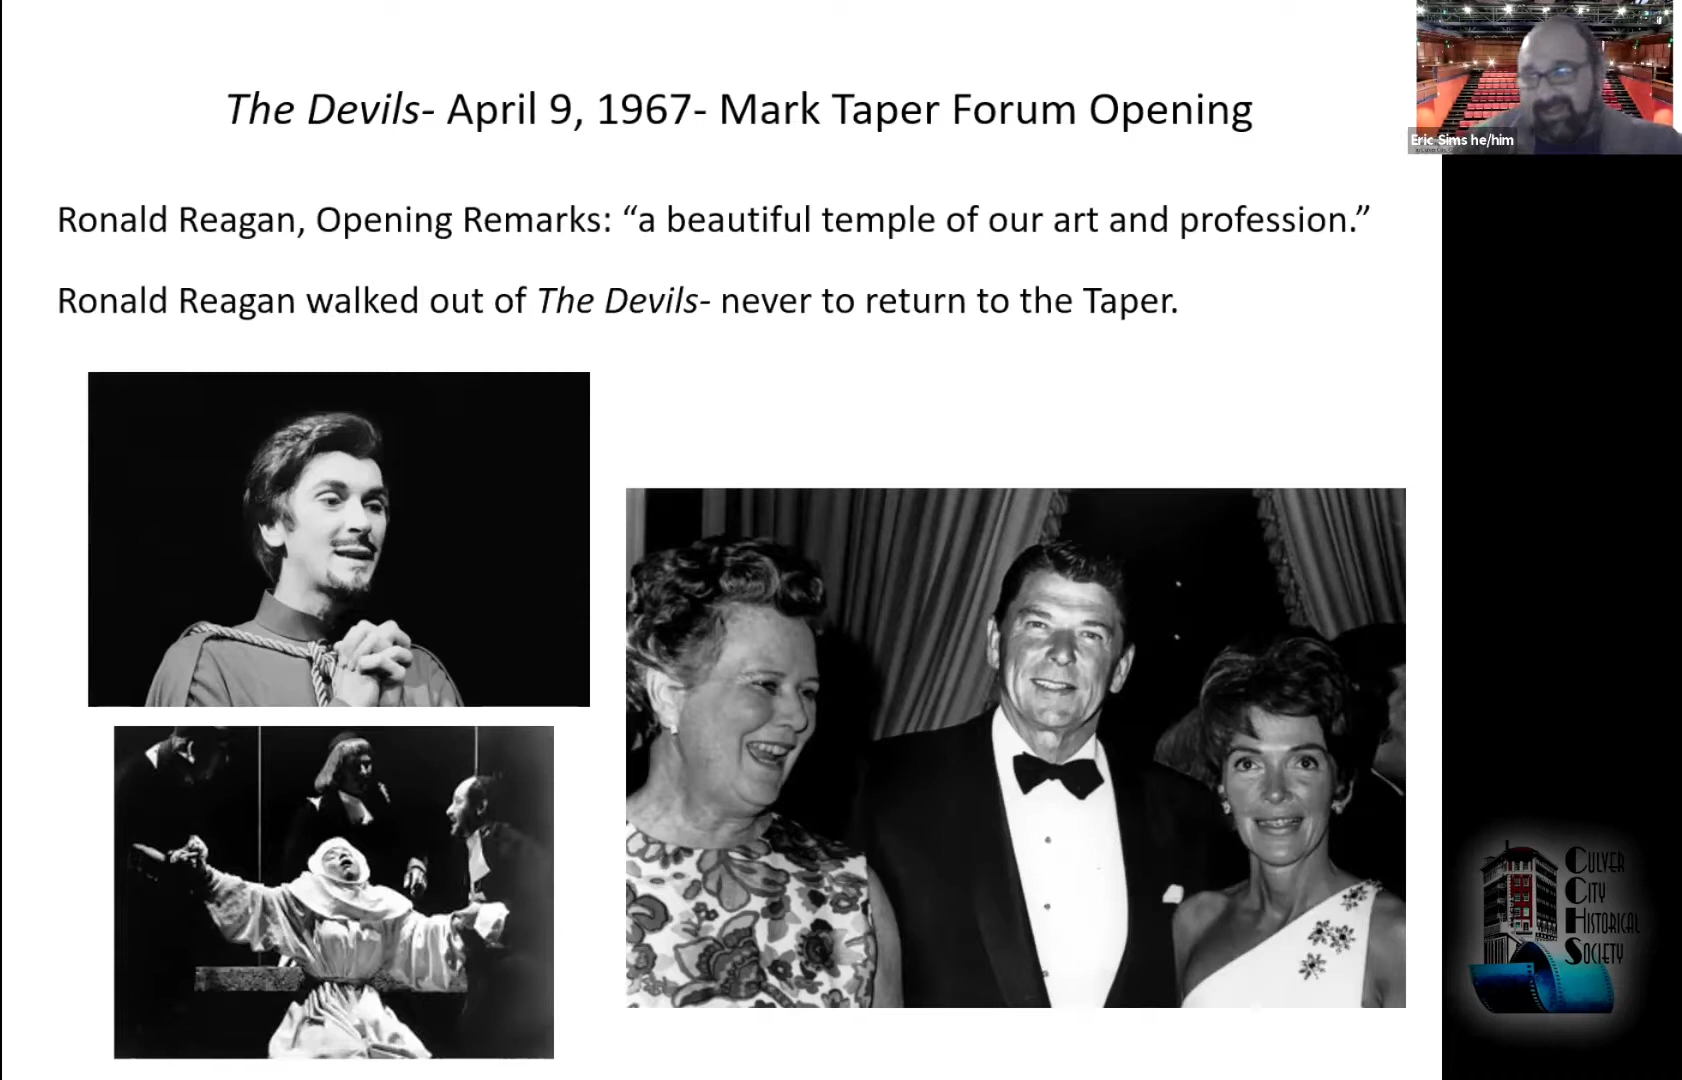 The Devils- April 9, 1967- Mark Taper Forum Opening
Eric Sims he/him
Ronald Reagan, Opening Remarks: “a beautiful temple of our art and profession.”
Ronald Reagan walked out of The Devils- never to return to the Taper.
CULVER
CITY
HISTORICAL
SOCIETY